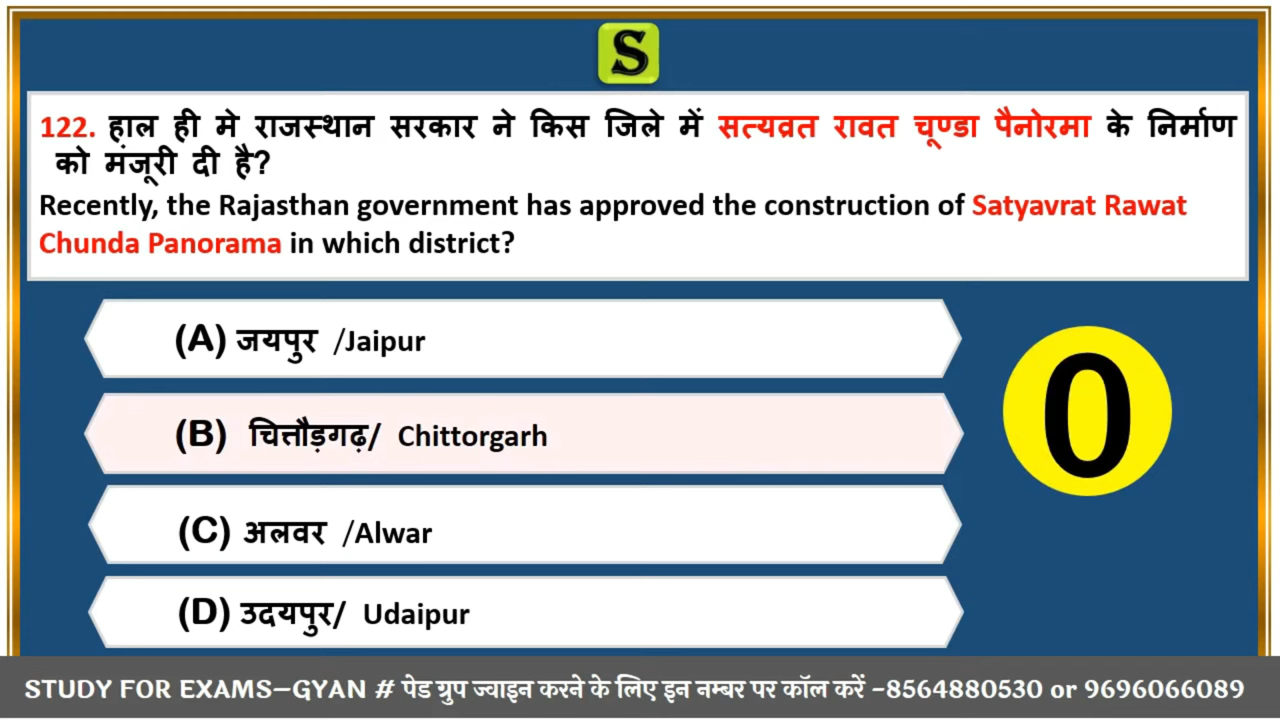 S
122. हाल ही मे राजस्थान सरकार ने किस जिले में सत्यव्रत रावत चूण्डा पैनोरमा के निर्माण
को मंजूरी दी है?
Recently, the Rajasthan government has approved the construction of Satyavrat Rawat
Chunda Panorama in which district?
(A) जयपुर /Jaipur
(B) चित्तौड़गढ़/ Chittorgarh
(C) अलवर /Alwar
(D) उदयपुर/ Udaipur
0
STUDY FOR EXAMS–GYAN # पेड ग्रुप ज्वाइन करने के लिए इन नम्बर पर कॉल करें -8564880530 or 9696066089